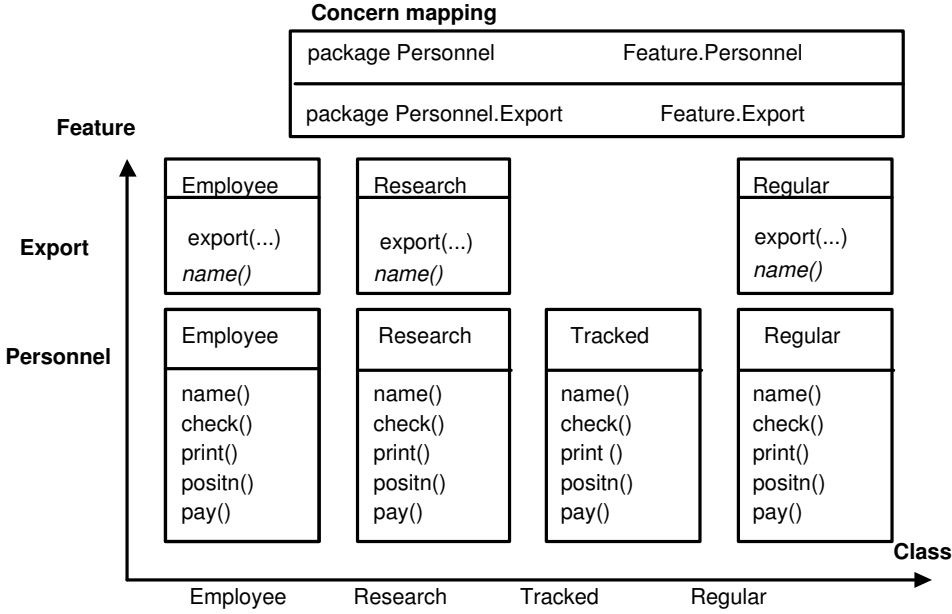 Concern mapping
package Personnel Feature.Personnel
package Personnel.Export Feature.Export
Feature
Employee Research Regular
Export
export(...) export(...) export(...)
name() name() name()
Personnel
Employee Research Tracked Regular
name() name() name() name()
check() check() check() check()
print() print() print () print()
positn() positn() positn() positn()
pay() pay() pay() pay()
Class
Employee Research Tracked Regular